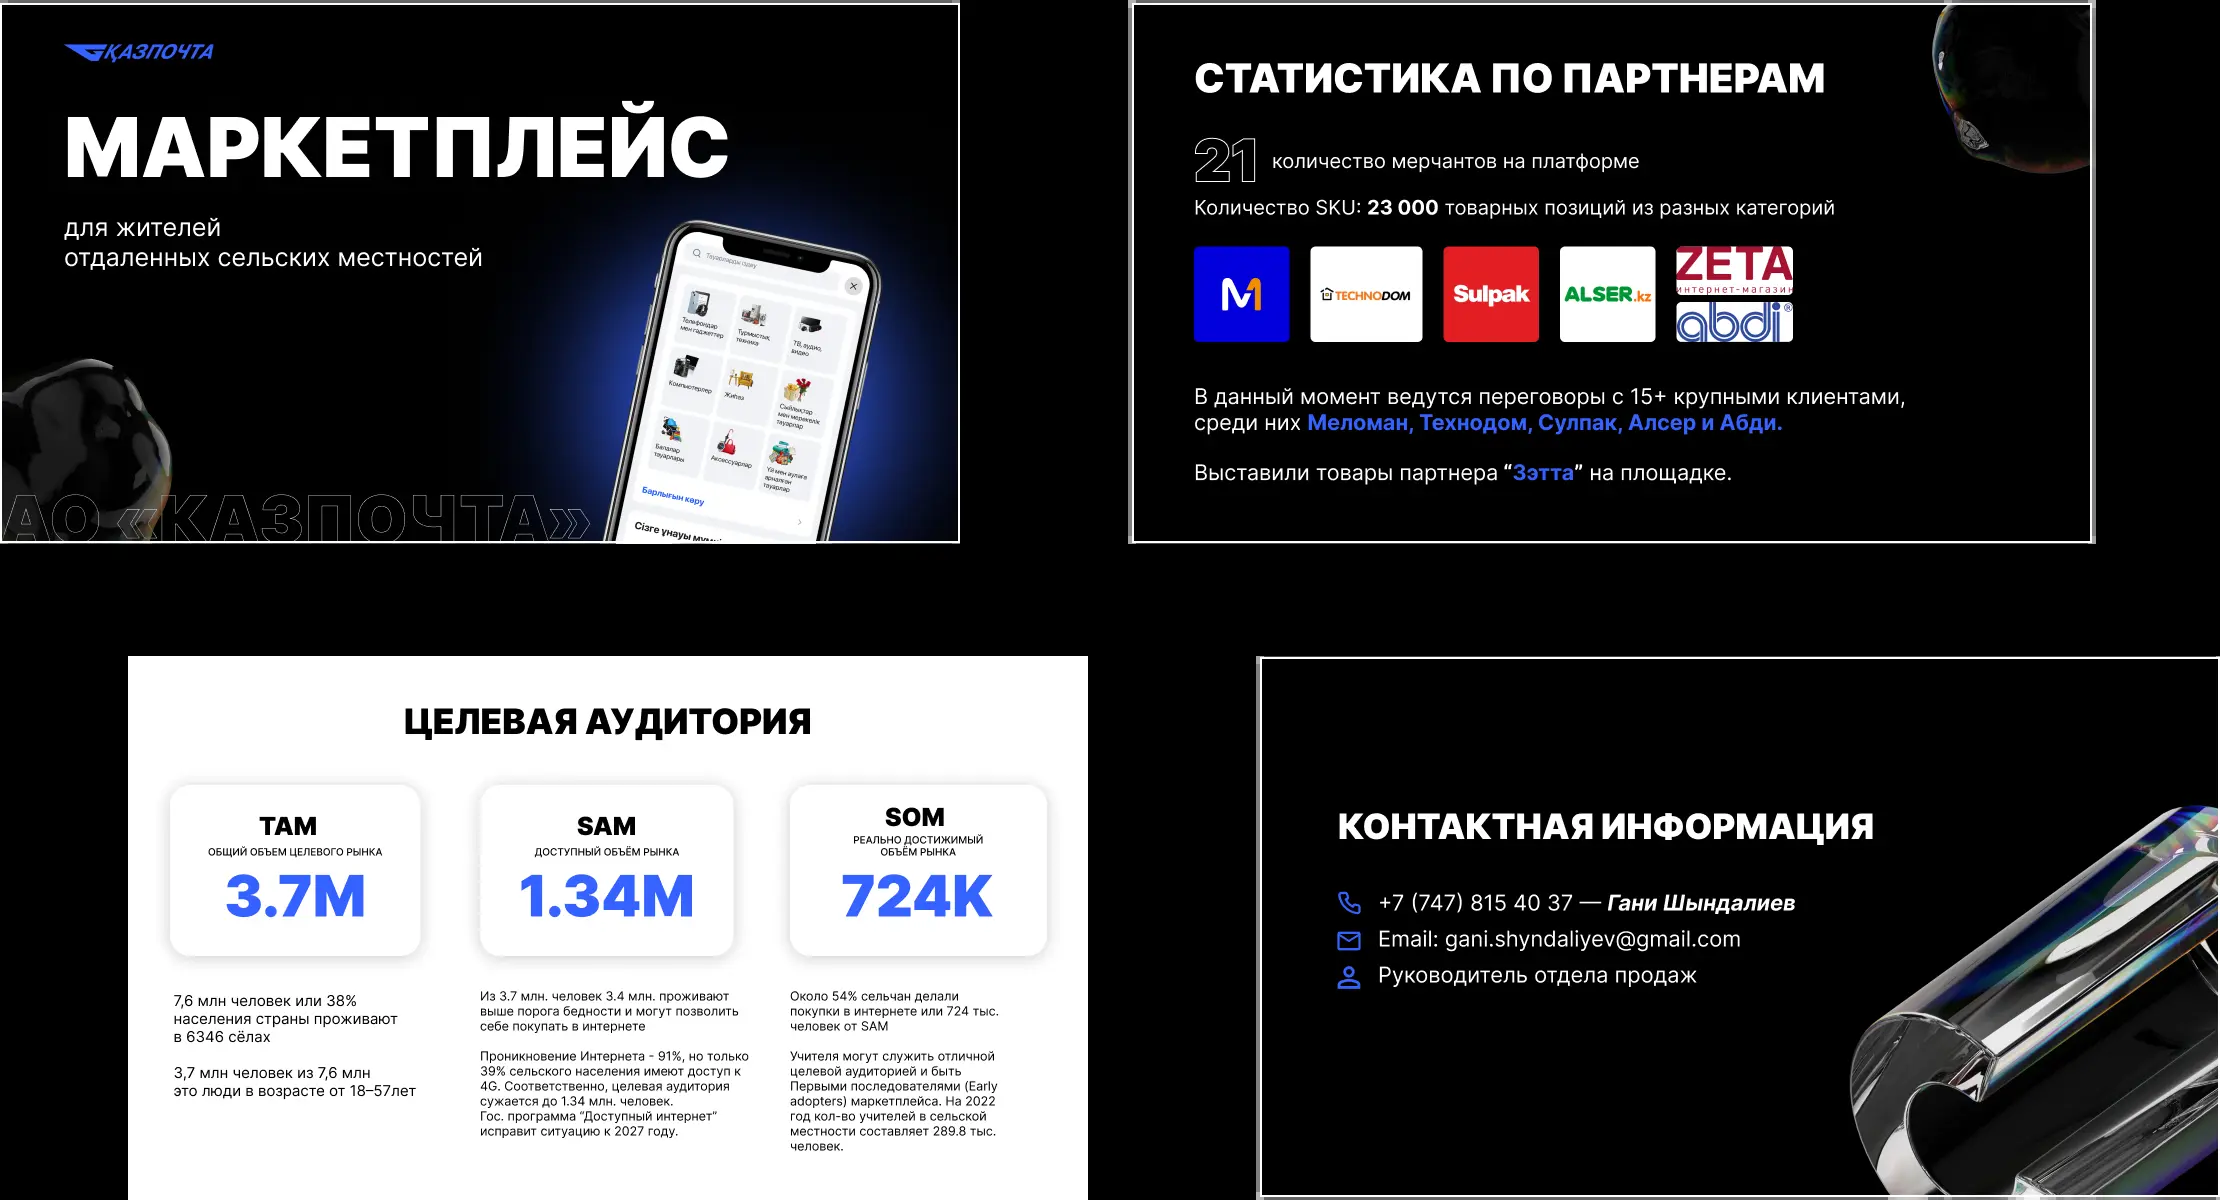 ҚАЗПОЧТА
МАРКЕТПЛЕЙС
для жителей
отдаленных сельских местностей
Тауарларды іздеу
Телефондар
мен гаджеттер
Тұрмыстық
техника
ТВ, аудио,
видео
Компьютерлер
Жиһаз
Сыйлықтар
мен мерекелік
тауарлар
Балалар
тауарлары
Аксессуарлар
Үй мен аулаға
арналған
тауарлар
Барлығын көру
Сізге ұнауы мүмкін
АО «КАЗПОЧТА»
СТАТИСТИКА ПО ПАРТНЕРАМ
21 количество мерчантов на платформе
Количество SKU: 23 000 товарных позиций из разных категорий
TECHNODOM
Sulpak
ALSER.kz
ZETA
интернет-магазин
abdi®
В данный момент ведутся переговоры с 15+ крупными клиентами,
среди них Меломан, Технодом, Сулпак, Алсер и Абди.
Выставили товары партнера “Зэтта” на площадке.
ЦЕЛЕВАЯ АУДИТОРИЯ
TAM
ОБЩИЙ ОБЪЕМ ЦЕЛЕВОГО РЫНКА
3.7M
7,6 млн человек или 38%
населения страны проживают
в 6346 сёлах
3,7 млн человек из 7,6 млн
это люди в возрасте от 18–57лет
SAM
ДОСТУПНЫЙ ОБЪЁМ РЫНКА
1.34M
Из 3.7 млн. человек 3.4 млн. проживают
выше порога бедности и могут позволить
себе покупать в интернете
Проникновение Интернета - 91%, но только
39% сельского населения имеют доступ к
4G. Соответственно, целевая аудитория
сужается до 1.34 млн. человек.
Гос. программа “Доступный интернет”
исправит ситуацию к 2027 году.
SOM
РЕАЛЬНО ДОСТИЖИМЫЙ
ОБЪЁМ РЫНКА
724K
Около 54% сельчан делали
покупки в интернете или 724 тыс.
человек от SAM
Учителя могут служить отличной
целевой аудиторией и быть
Первыми последователями (Early
adopters) маркетплейса. На 2022
год кол-во учителей в сельской
местности составляет 289.8 тыс.
человек.
КОНТАКТНАЯ ИНФОРМАЦИЯ
+7 (747) 815 40 37 — Гани Шындалиев
Email: gani.shyndaliyev@gmail.com
Руководитель отдела продаж